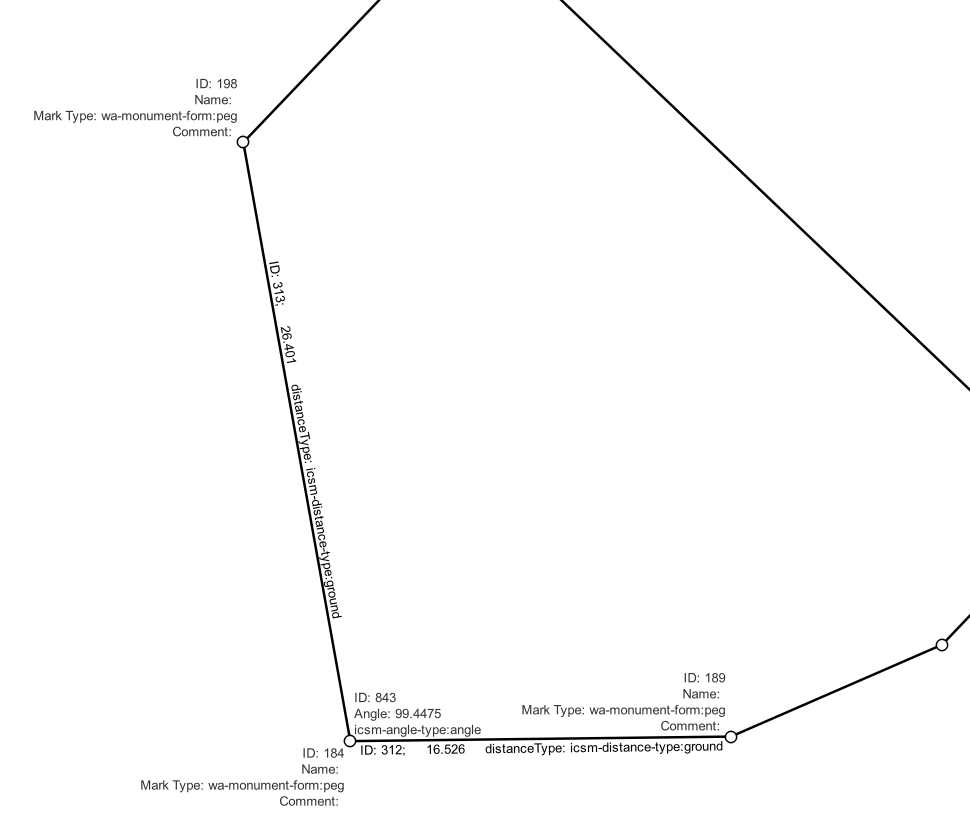 ID: 198
Name:
Mark Type: wa-monument-form:peg
Comment:
ID: 313; 26.401 distanceType: icsm-distance-type:ground
ID: 843
Angle: 99.4475
icsm-angle-type:angle
ID: 189
Name:
Mark Type: wa-monument-form:peg
Comment:
ID: 312; 16.526 distanceType: icsm-distance-type:ground
ID: 184
Name:
Mark Type: wa-monument-form:peg
Comment: